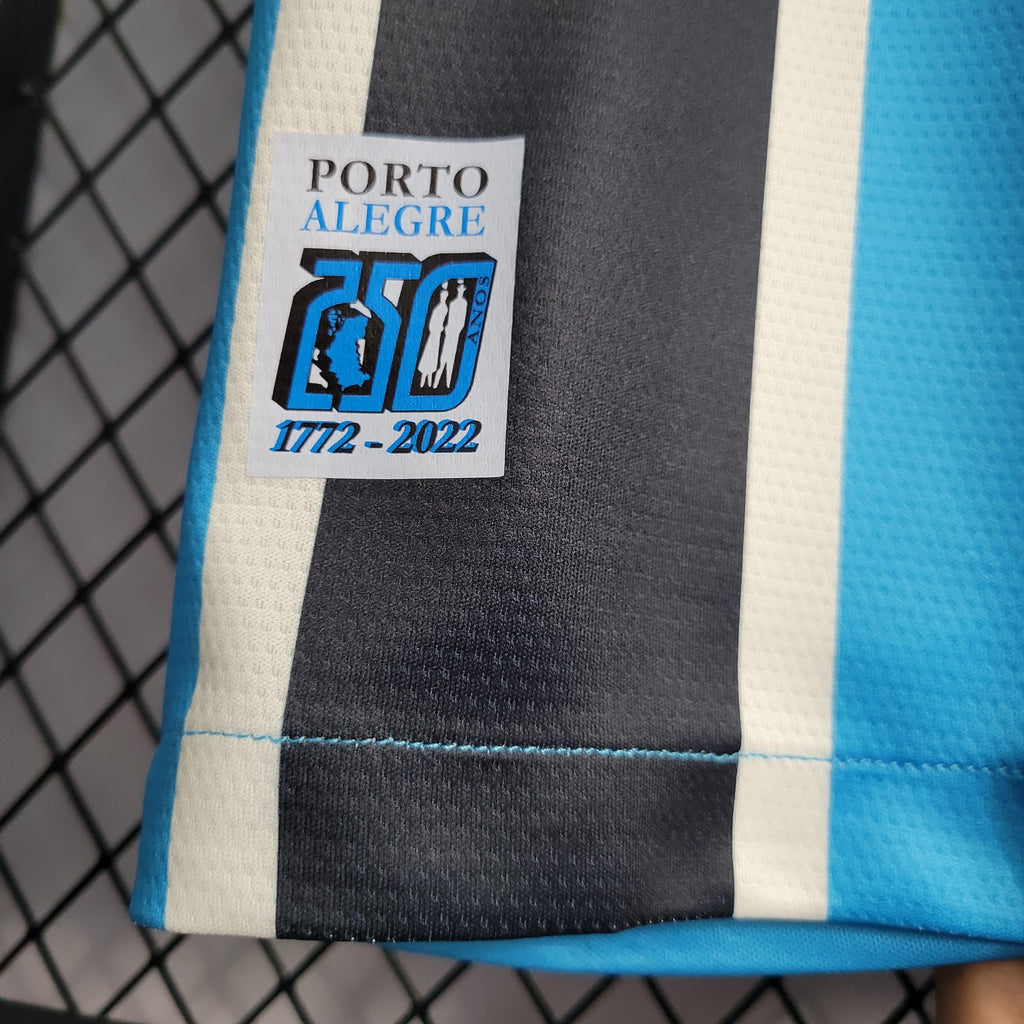 PORTO
ALEGRE
250
ANOS
1772 - 2022